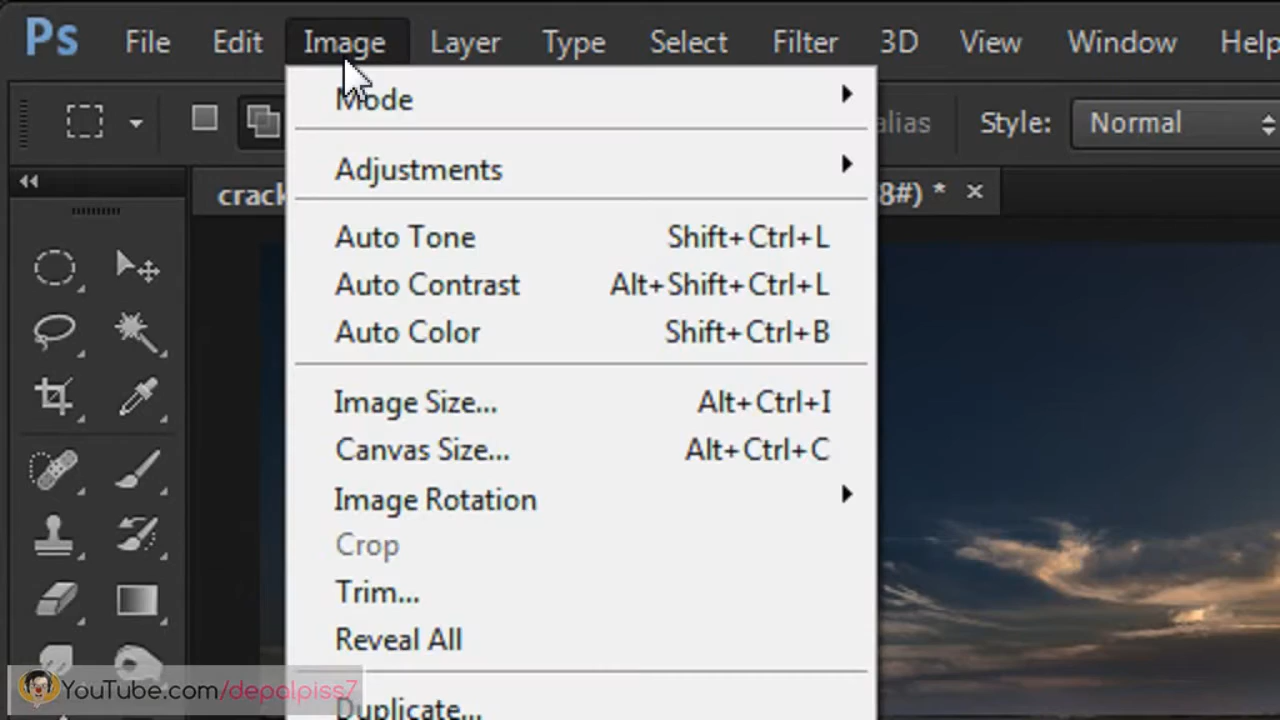 Ps File Edit Image Layer Type Select Filter 3D View Window Help
Mode
alias Style: Normal
Adjustments
crack 8#) * ×
Auto Tone Shift+Ctrl+L
Auto Contrast Alt+Shift+Ctrl+L
Auto Color Shift+Ctrl+B
Image Size... Alt+Ctrl+I
Canvas Size... Alt+Ctrl+C
Image Rotation
Crop
Trim...
Reveal All
YouTube.com/depalpiss7
Duplicate...